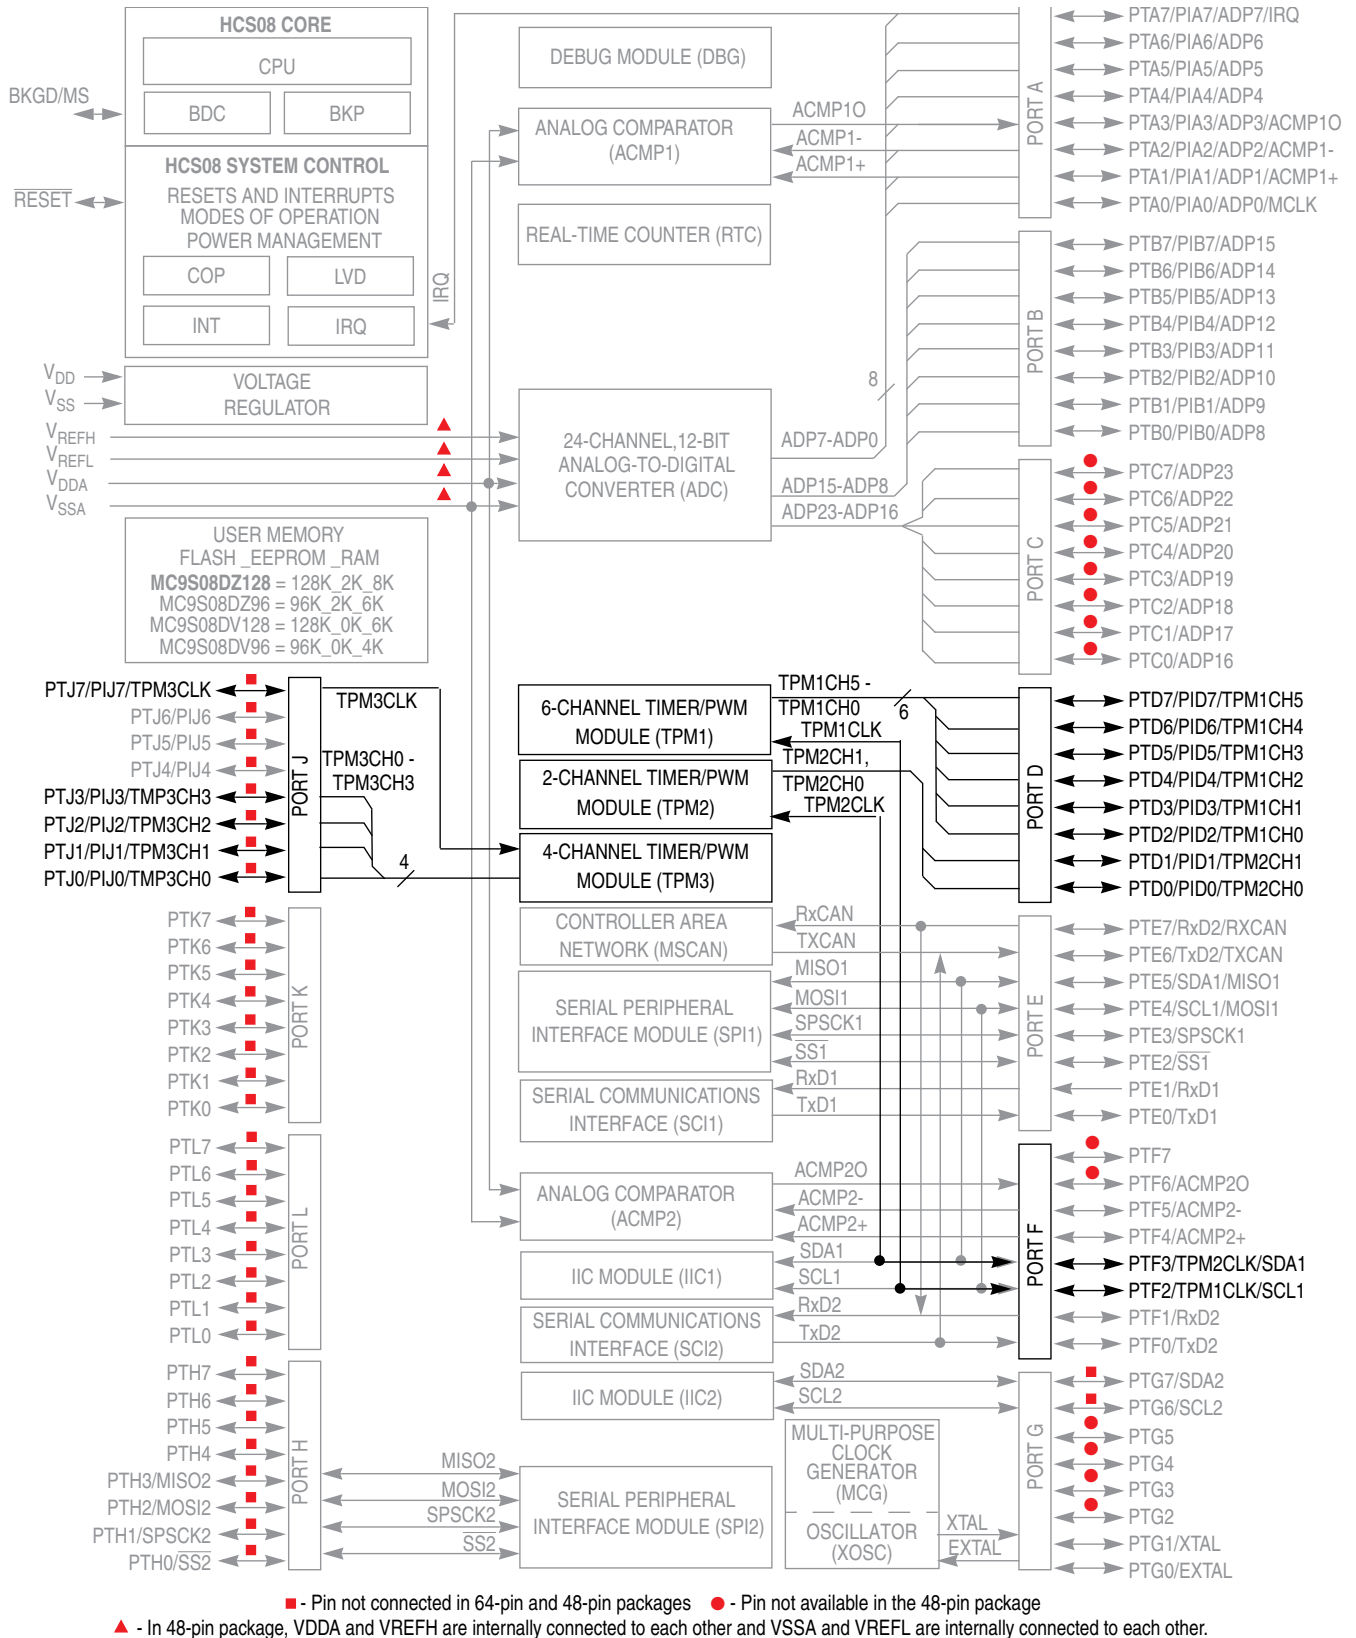 HCS08 CORE
CPU
BDC
BKP
BKGD/MS
HCS08 SYSTEM CONTROL
RESETS AND INTERRUPTS
MODES OF OPERATION
POWER MANAGEMENT
RESET
COP
LVD
INT
IRQ
IRQ
VOLTAGE
REGULATOR
VDD
VSS
VREFH
VREFL
VDDA
VSSA
USER MEMORY
FLASH _EEPROM _RAM
MC9S08DZ128 = 128K_2K_8K
MC9S08DZ96 = 96K_2K_6K
MC9S08DV128 = 128K_0K_6K
MC9S08DV96 = 96K_0K_4K
DEBUG MODULE (DBG)
ANALOG COMPARATOR
(ACMP1)
ACMP1O
ACMP1-
ACMP1+
REAL-TIME COUNTER (RTC)
24-CHANNEL,12-BIT
ANALOG-TO-DIGITAL
CONVERTER (ADC)
8
ADP7-ADP0
ADP15-ADP8
ADP23-ADP16
PORT A
PTA7/PIA7/ADP7/IRQ
PTA6/PIA6/ADP6
PTA5/PIA5/ADP5
PTA4/PIA4/ADP4
PTA3/PIA3/ADP3/ACMP1O
PTA2/PIA2/ADP2/ACMP1-
PTA1/PIA1/ADP1/ACMP1+
PTA0/PIA0/ADP0/MCLK
PORT B
PTB7/PIB7/ADP15
PTB6/PIB6/ADP14
PTB5/PIB5/ADP13
PTB4/PIB4/ADP12
PTB3/PIB3/ADP11
PTB2/PIB2/ADP10
PTB1/PIB1/ADP9
PTB0/PIB0/ADP8
PORT C
PTC7/ADP23
PTC6/ADP22
PTC5/ADP21
PTC4/ADP20
PTC3/ADP19
PTC2/ADP18
PTC1/ADP17
PTC0/ADP16
PTJ7/PIJ7/TPM3CLK
PTJ6/PIJ6
PTJ5/PIJ5
PTJ4/PIJ4
PTJ3/PIJ3/TMP3CH3
PTJ2/PIJ2/TPM3CH2
PTJ1/PIJ1/TPM3CH1
PTJ0/PIJ0/TMP3CH0
PORT J
TPM3CLK
TPM3CH0 -
TPM3CH3
4
6-CHANNEL TIMER/PWM
MODULE (TPM1)
2-CHANNEL TIMER/PWM
MODULE (TPM2)
4-CHANNEL TIMER/PWM
MODULE (TPM3)
TPM1CH5 -
TPM1CH0
6
TPM1CLK
TPM2CH1,
TPM2CH0
TPM2CLK
PORT D
PTD7/PID7/TPM1CH5
PTD6/PID6/TPM1CH4
PTD5/PID5/TPM1CH3
PTD4/PID4/TPM1CH2
PTD3/PID3/TPM1CH1
PTD2/PID2/TPM1CH0
PTD1/PID1/TPM2CH1
PTD0/PID0/TPM2CH0
PTK7
PTK6
PTK5
PTK4
PTK3
PTK2
PTK1
PTK0
PORT K
CONTROLLER AREA
NETWORK (MSCAN)
RxCAN
TXCAN
SERIAL PERIPHERAL
INTERFACE MODULE (SPI1)
MISO1
MOSI1
SPSCK1
SS1
SERIAL COMMUNICATIONS
INTERFACE (SCI1)
RxD1
TxD1
PORT E
PTE7/RxD2/RXCAN
PTE6/TxD2/TXCAN
PTE5/SDA1/MISO1
PTE4/SCL1/MOSI1
PTE3/SPSCK1
PTE2/SS1
PTE1/RxD1
PTE0/TxD1
PTL7
PTL6
PTL5
PTL4
PTL3
PTL2
PTL1
PTL0
PORT L
ANALOG COMPARATOR
(ACMP2)
ACMP2O
ACMP2-
ACMP2+
IIC MODULE (IIC1)
SDA1
SCL1
SERIAL COMMUNICATIONS
INTERFACE (SCI2)
RxD2
TxD2
PORT F
PTF7
PTF6/ACMP2O
PTF5/ACMP2-
PTF4/ACMP2+
PTF3/TPM2CLK/SDA1
PTF2/TPM1CLK/SCL1
PTF1/RxD2
PTF0/TxD2
PTH7
PTH6
PTH5
PTH4
PTH3/MISO2
PTH2/MOSI2
PTH1/SPSCK2
PTH0/SS2
PORT H
MISO2
MOSI2
SPSCK2
SS2
IIC MODULE (IIC2)
SDA2
SCL2
SERIAL PERIPHERAL
INTERFACE MODULE (SPI2)
MULTI-PURPOSE
CLOCK
GENERATOR
(MCG)
OSCILLATOR
(XOSC)
XTAL
EXTAL
PORT G
PTG7/SDA2
PTG6/SCL2
PTG5
PTG4
PTG3
PTG2
PTG1/XTAL
PTG0/EXTAL
- Pin not connected in 64-pin and 48-pin packages - Pin not available in the 48-pin package
- In 48-pin package, VDDA and VREFH are internally connected to each other and VSSA and VREFL are internally connected to each other.